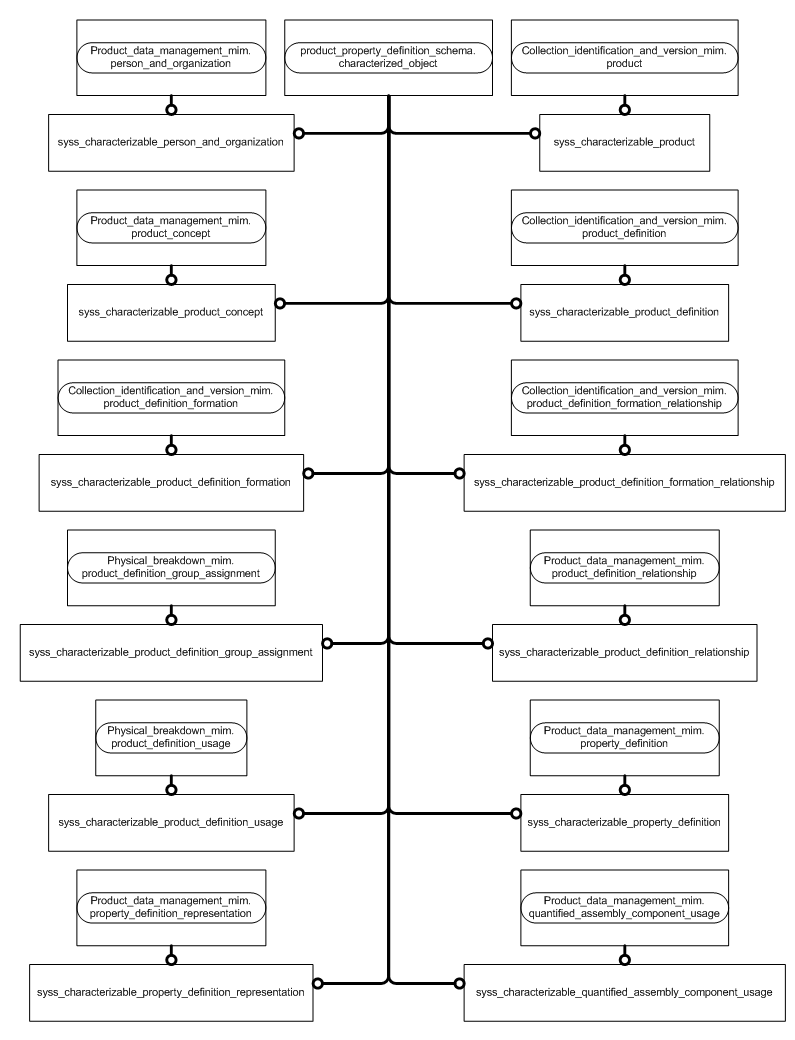 Product_data_management_mim.
person_and_organization
product_property_definition_schema.
characterized_object
Collection_identification_and_version_mim.
product
syss_characterizable_person_and_organization
syss_characterizable_product
Product_data_management_mim.
product_concept
Collection_identification_and_version_mim.
product_definition
syss_characterizable_product_concept
syss_characterizable_product_definition
Collection_identification_and_version_mim.
product_definition_formation
Collection_identification_and_version_mim.
product_definition_formation_relationship
syss_characterizable_product_definition_formation
syss_characterizable_product_definition_formation_relationship
Physical_breakdown_mim.
product_definition_group_assignment
Product_data_management_mim.
product_definition_relationship
syss_characterizable_product_definition_group_assignment
syss_characterizable_product_definition_relationship
Physical_breakdown_mim.
product_definition_usage
Product_data_management_mim.
property_definition
syss_characterizable_product_definition_usage
syss_characterizable_property_definition
Product_data_management_mim.
property_definition_representation
Product_data_management_mim.
quantified_assembly_component_usage
syss_characterizable_property_definition_representation
syss_characterizable_quantified_assembly_component_usage